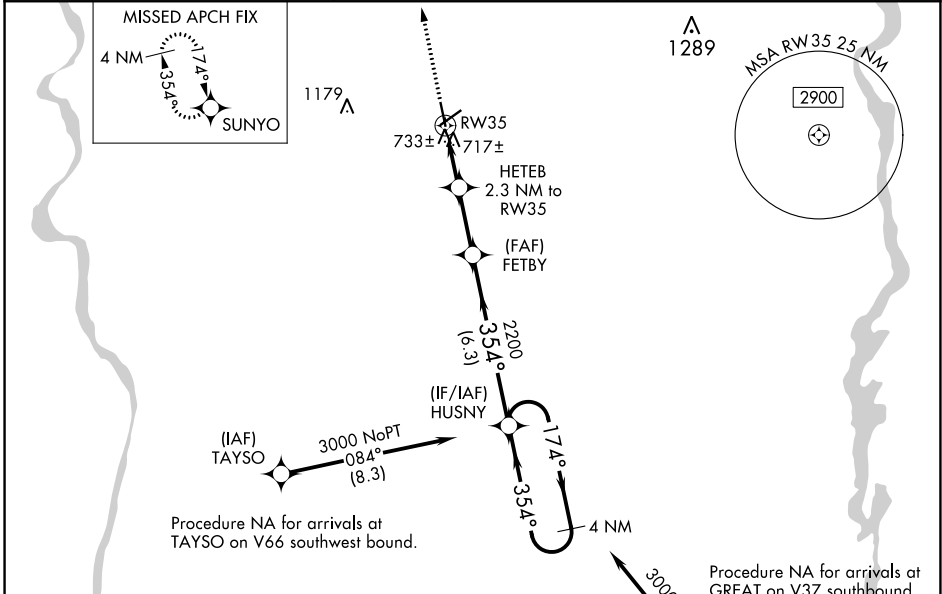 MISSED APCH FIX
4 NM
174°
354°
SUNYO
1289
MSA RW35 25 NM
2900
1179
RW35
733±
717±
HETEB
2.3 NM to
RW35
(FAF)
FETBY
2200
354°
(6.3)
(IF/IAF)
HUSNY
(IAF)
TAYSO
3000 NoPT
084°
(8.3)
174°
354°
4 NM
Procedure NA for arrivals at
TAYSO on V66 southwest bound.
3000
Procedure NA for arrivals at
GREAT on V37 southbound